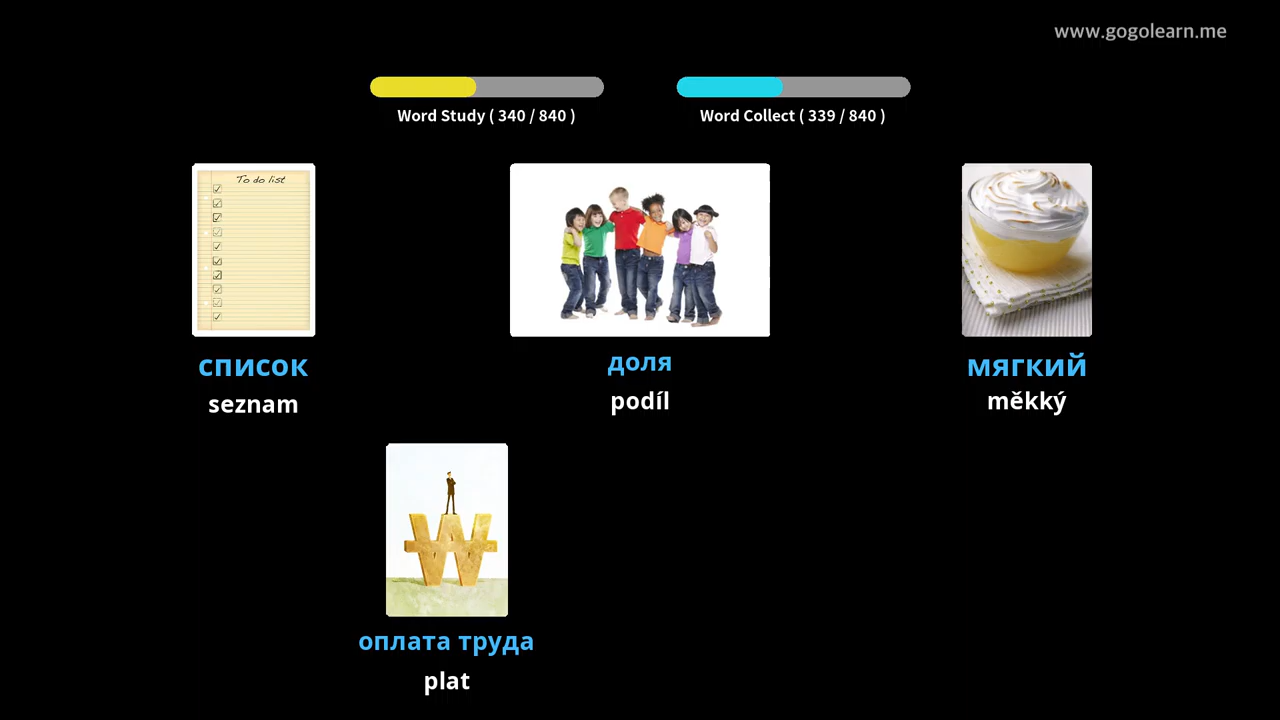 www.gogolearn.me
Word Study ( 340 / 840 )
Word Collect ( 339 / 840 )
To do list
список
seznam
доля
podíl
мягкий
měkký
оплата труда
plat